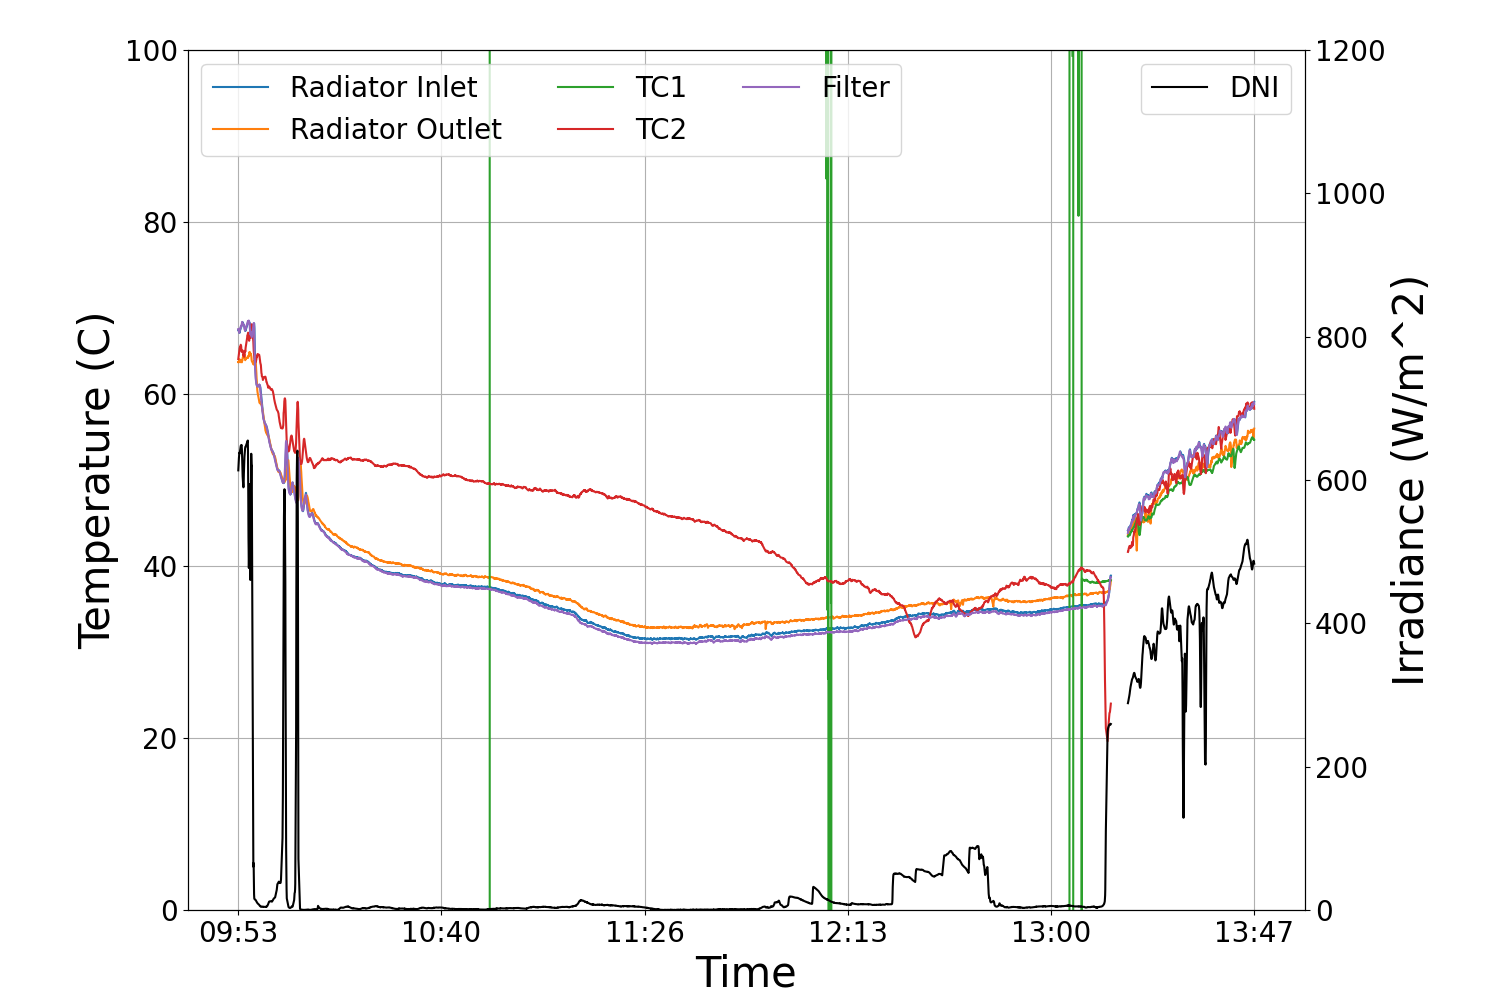 Radiator Inlet
Radiator Outlet
TC1
TC2
Filter
DNI
Temperature (C)
100
80
60
40
20
0
1200
1000
800
600
400
200
0
Irradiance (W/m^2)
09:53 10:40 11:26 12:13 13:00 13:47
Time